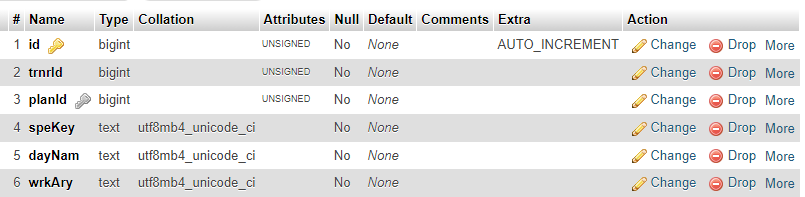 # Name Type Collation Attributes Null Default Comments Extra Action
1 id bigint UNSIGNED No None AUTO_INCREMENT Change Drop More
2 trnrId bigint UNSIGNED No None Change Drop More
3 planId bigint UNSIGNED No None Change Drop More
4 speKey text utf8mb4_unicode_ci No None Change Drop More
5 dayNam text utf8mb4_unicode_ci No None Change Drop More
6 wrkAry text utf8mb4_unicode_ci No None Change Drop More